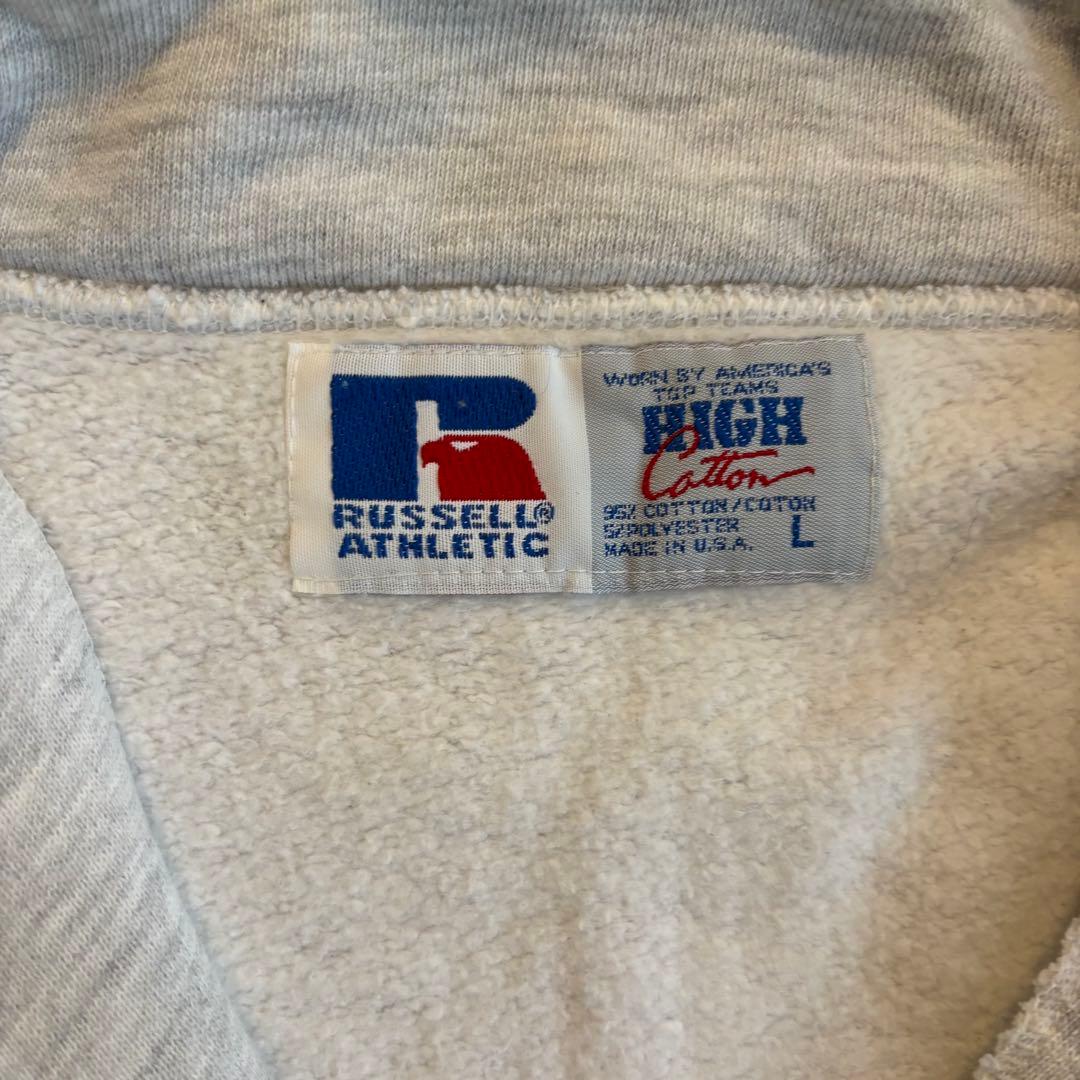 RUSSELL®
ATHLETIC
WORN BY AMERICA'S
TOP TEAMS
HIGH
Cotton
95% COTTON/COTON
5%POLYESTER
MADE IN U.S.A.
L